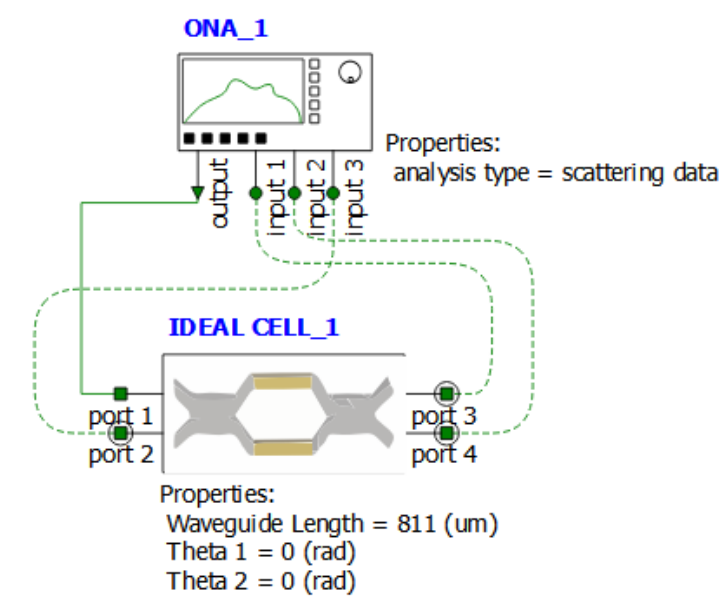 ONA_1
output
input 1
input 2
input 3
Properties:
analysis type = scattering data
IDEAL CELL_1
port 1
port 2
port 3
port 4
Properties:
Waveguide Length = 811 (um)
Theta 1 = 0 (rad)
Theta 2 = 0 (rad)